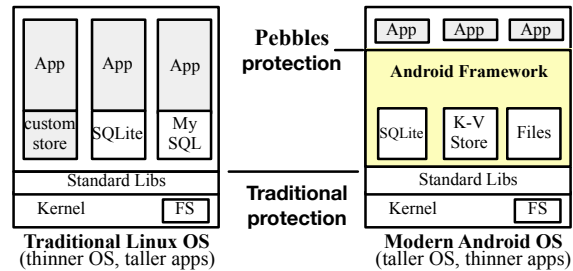 App
App
App
custom
store
SQLite
My
SQL
Standard Libs
Kernel
FS
Traditional Linux OS
(thinner OS, taller apps)
Pebbles
protection
Traditional
protection
App
App
App
Android Framework
SQLite
K-V
Store
Files
Standard Libs
Kernel
FS
Modern Android OS
(taller OS, thinner apps)